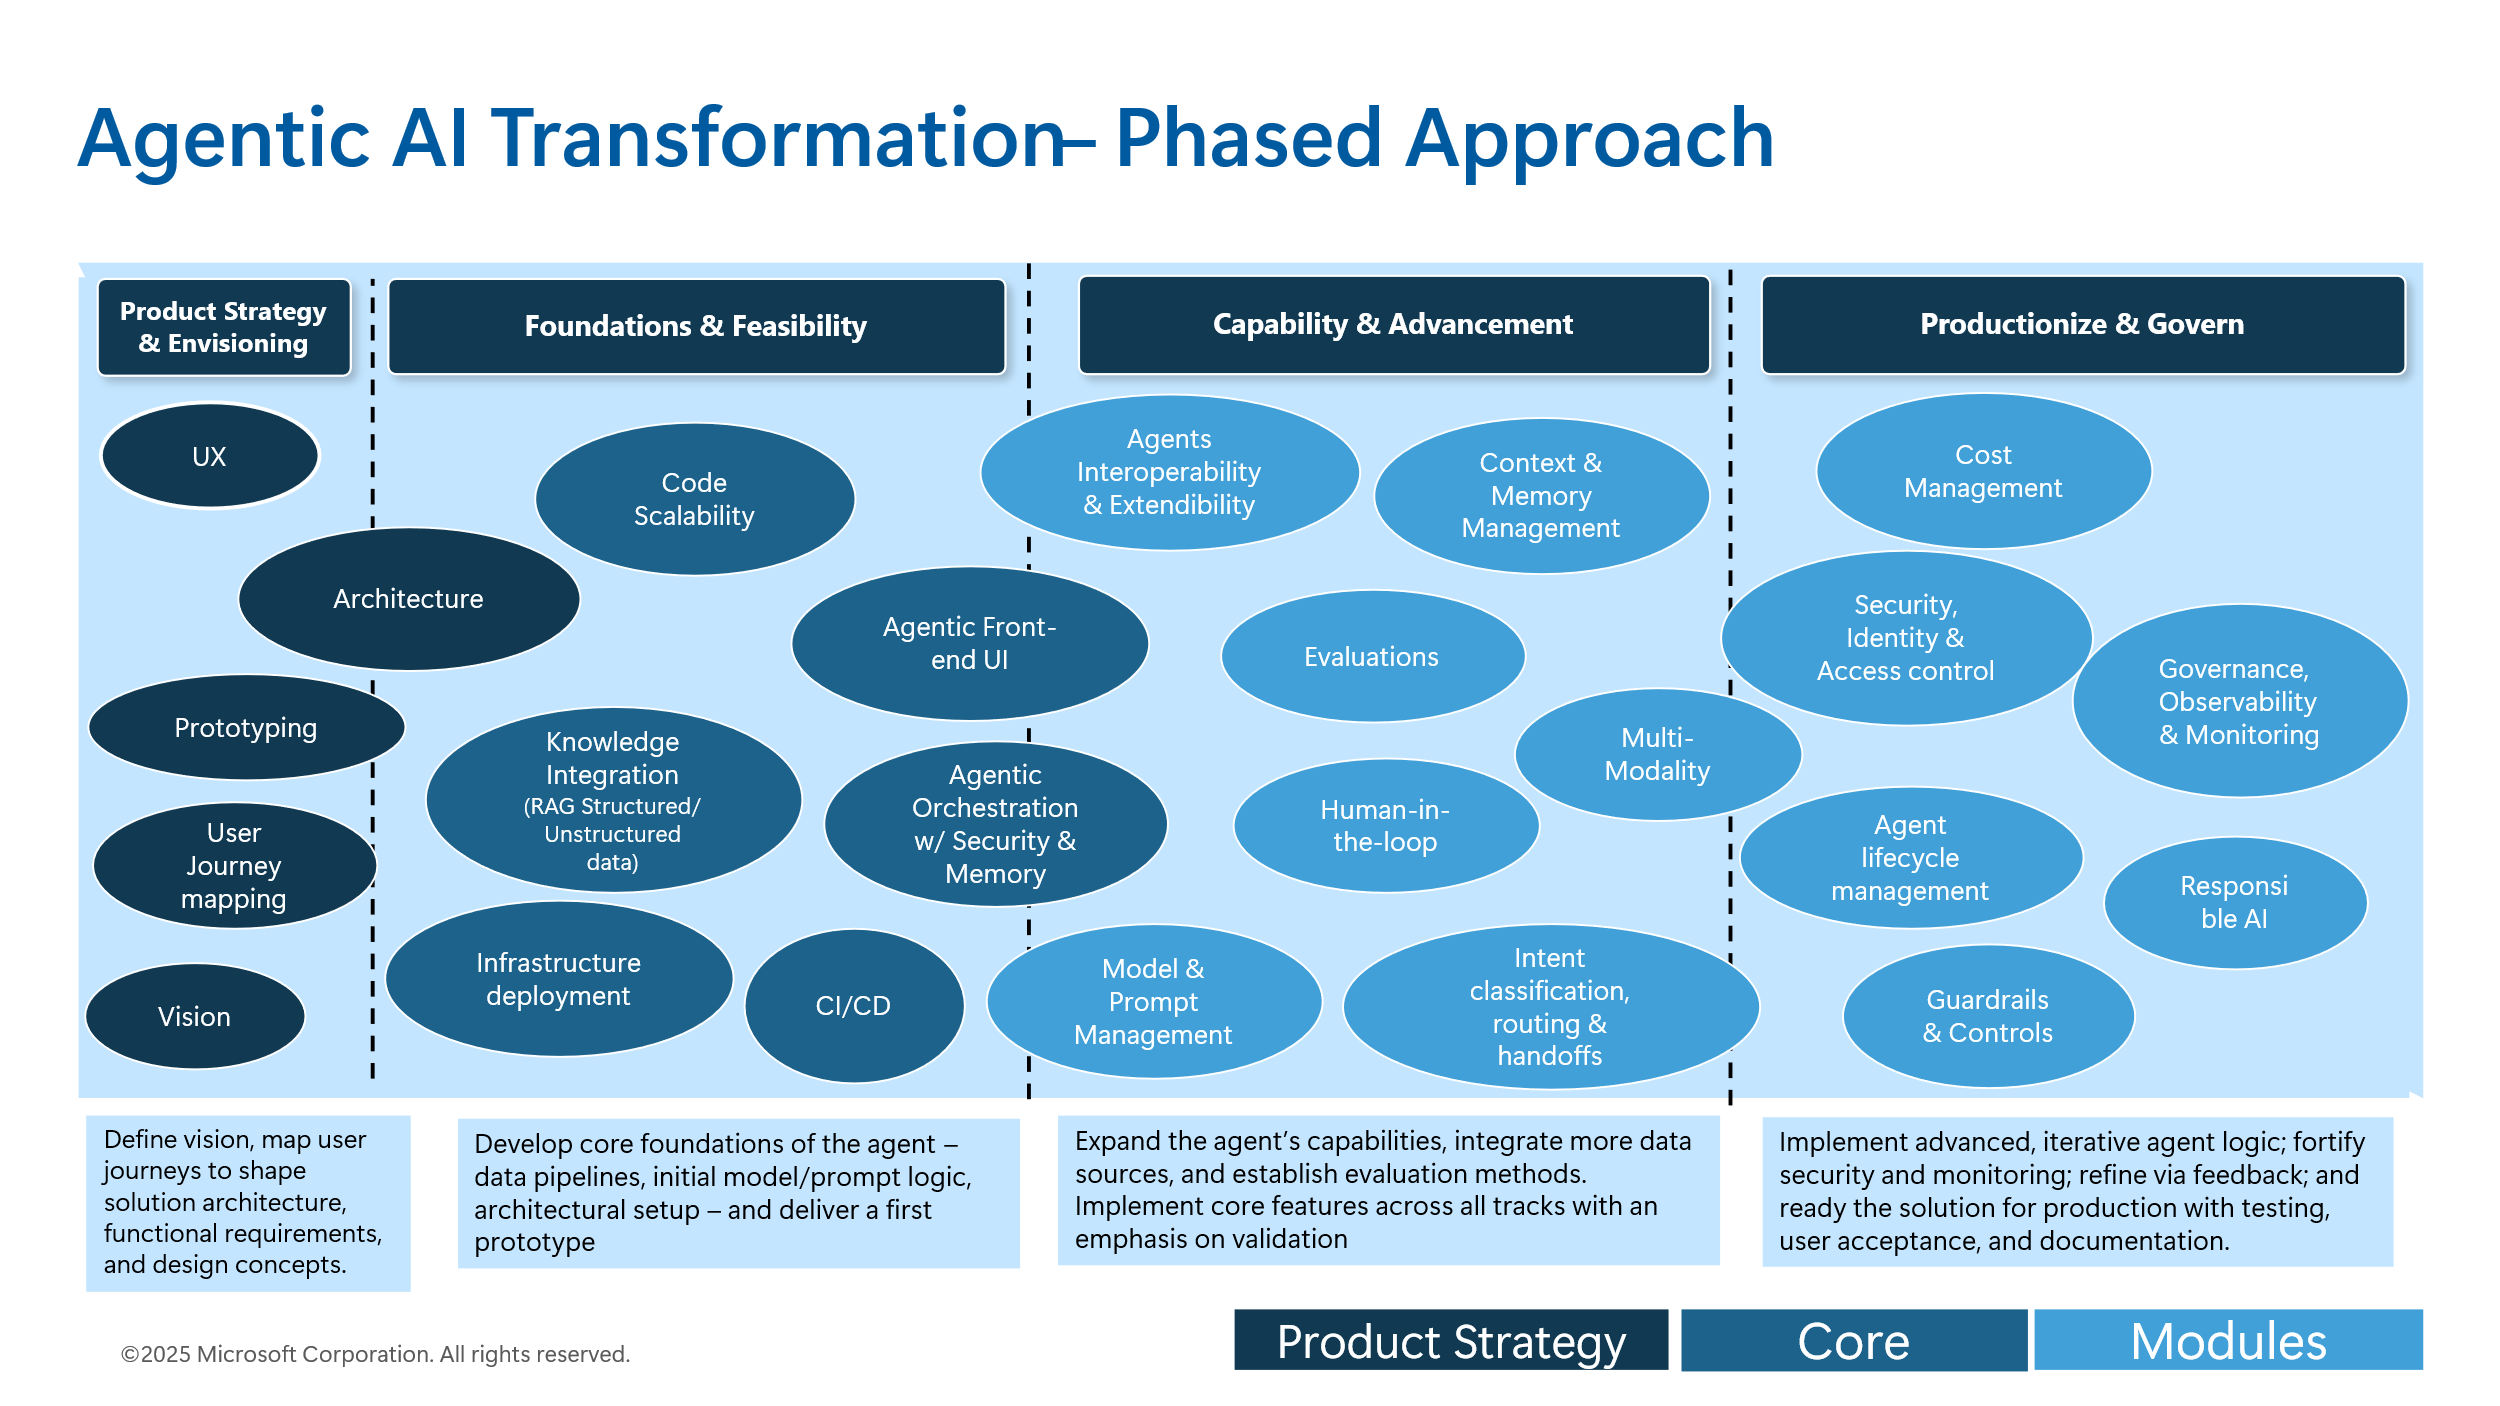 Agentic AI Transformation– Phased Approach
Product Strategy
& Envisioning
Foundations & Feasibility
Capability & Advancement
Productionize & Govern
UX
Architecture
Prototyping
User
Journey
mapping
Vision
Code
Scalability
Agentic Front-
end UI
Knowledge
Integration
(RAG Structured/
Unstructured
data)
Agentic
Orchestration
w/ Security &
Memory
Infrastructure
deployment
CI/CD
Agents
Interoperability
& Extendibility
Context &
Memory
Management
Evaluations
Multi-
Modality
Human-in-
the-loop
Model &
Prompt
Management
Intent
classification,
routing &
handoffs
Cost
Management
Security,
Identity &
Access control
Governance,
Observability
& Monitoring
Agent
lifecycle
management
Responsi
ble AI
Guardrails
& Controls
Define vision, map user
journeys to shape
solution architecture,
functional requirements,
and design concepts.
Develop core foundations of the agent –
data pipelines, initial model/prompt logic,
architectural setup – and deliver a first
prototype
Expand the agent’s capabilities, integrate more data
sources, and establish evaluation methods.
Implement core features across all tracks with an
emphasis on validation
Implement advanced, iterative agent logic; fortify
security and monitoring; refine via feedback; and
ready the solution for production with testing,
user acceptance, and documentation.
Product Strategy
Core
Modules
©2025 Microsoft Corporation. All rights reserved.